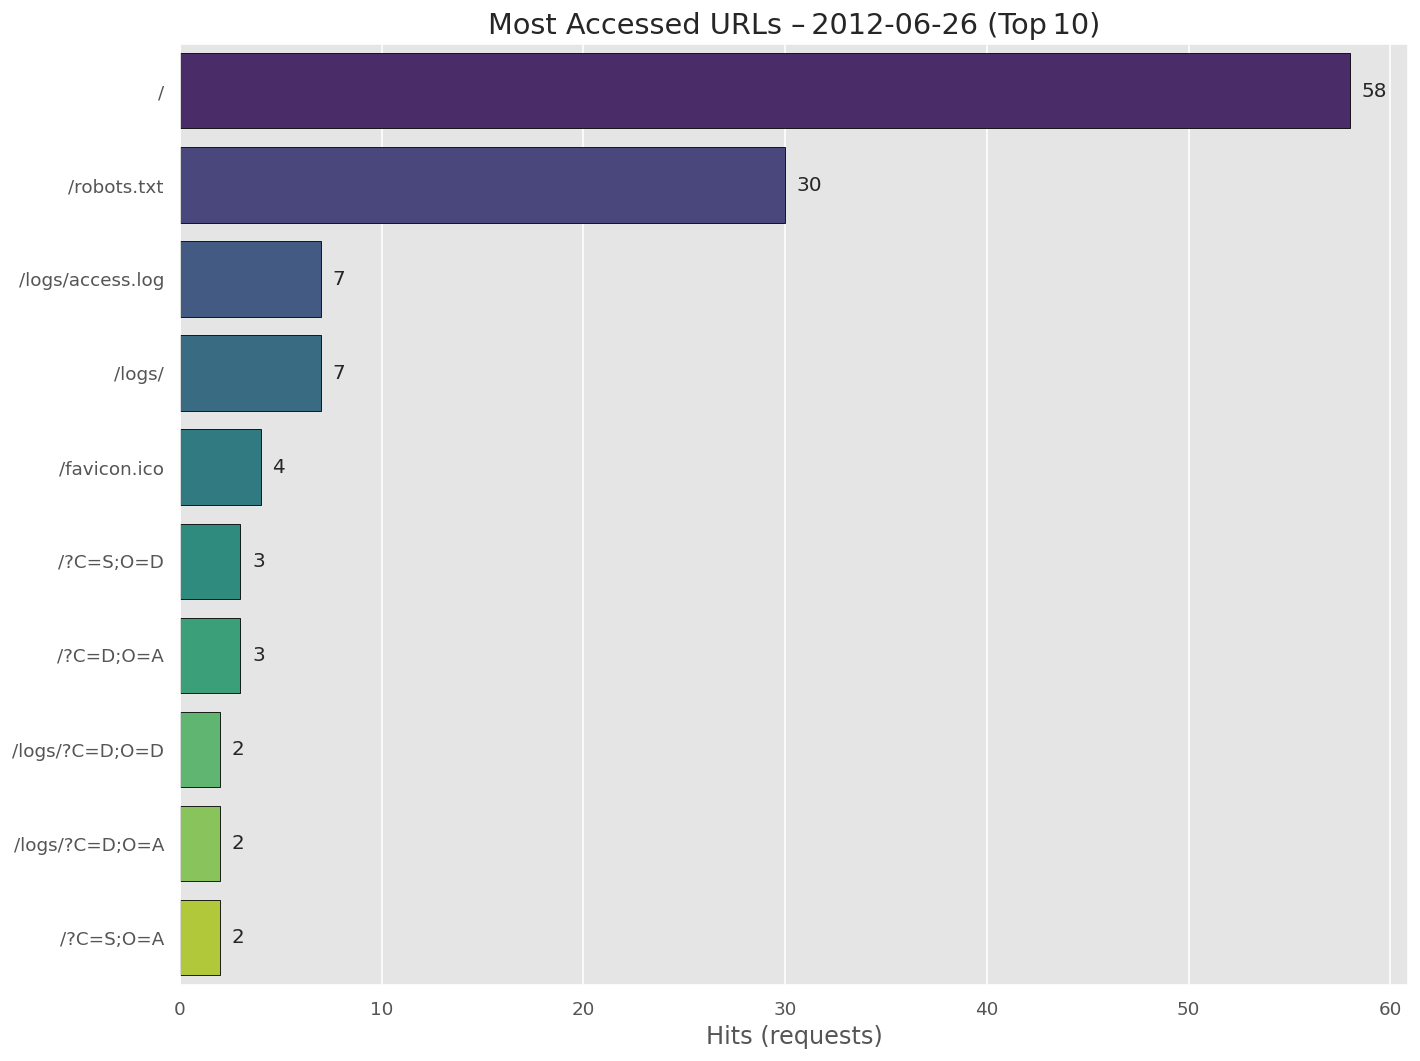 Most Accessed URLs – 2012-06-26 (Top 10)
/ 58
/robots.txt 30
/logs/access.log 7
/logs/ 7
/favicon.ico 4
/?C=S;O=D 3
/?C=D;O=A 3
/logs/?C=D;O=D 2
/logs/?C=D;O=A 2
/?C=S;O=A 2
0 10 20 30 40 50 60
Hits (requests)